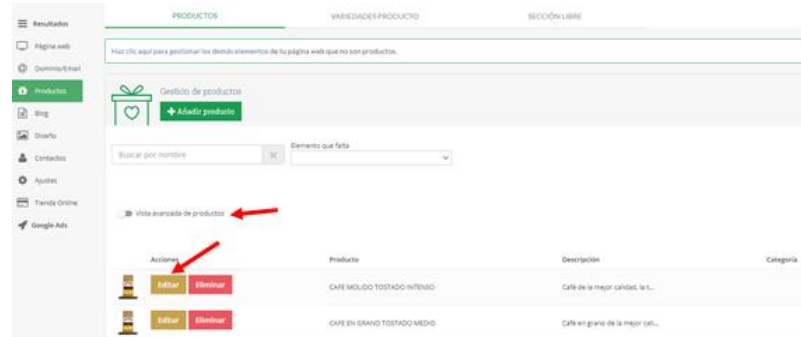 PRODUCTOS VARIEDADES PRODUCTO SECCIÓN LIBRE
Resultados
Página web
Dominio/Email
Productos
Blog
Diseño
Contactos
Ajustes
Tienda Online
Google Ads
Haz clic aquí para gestionar los demás elementos de tu página web que no son productos.
Gestión de productos
+ Añadir producto
Buscar por nombre
Elemento que falta
Vista avanzada de productos
Acciones Producto Descripción Categoría
Editar Eliminar CAFE MOLIDO TOSTADO INTENSO Café de la mejor calidad, la t...
Editar Eliminar CAFE EN GRANO TOSTADO MEDIO Café en grano de la mejor cali...